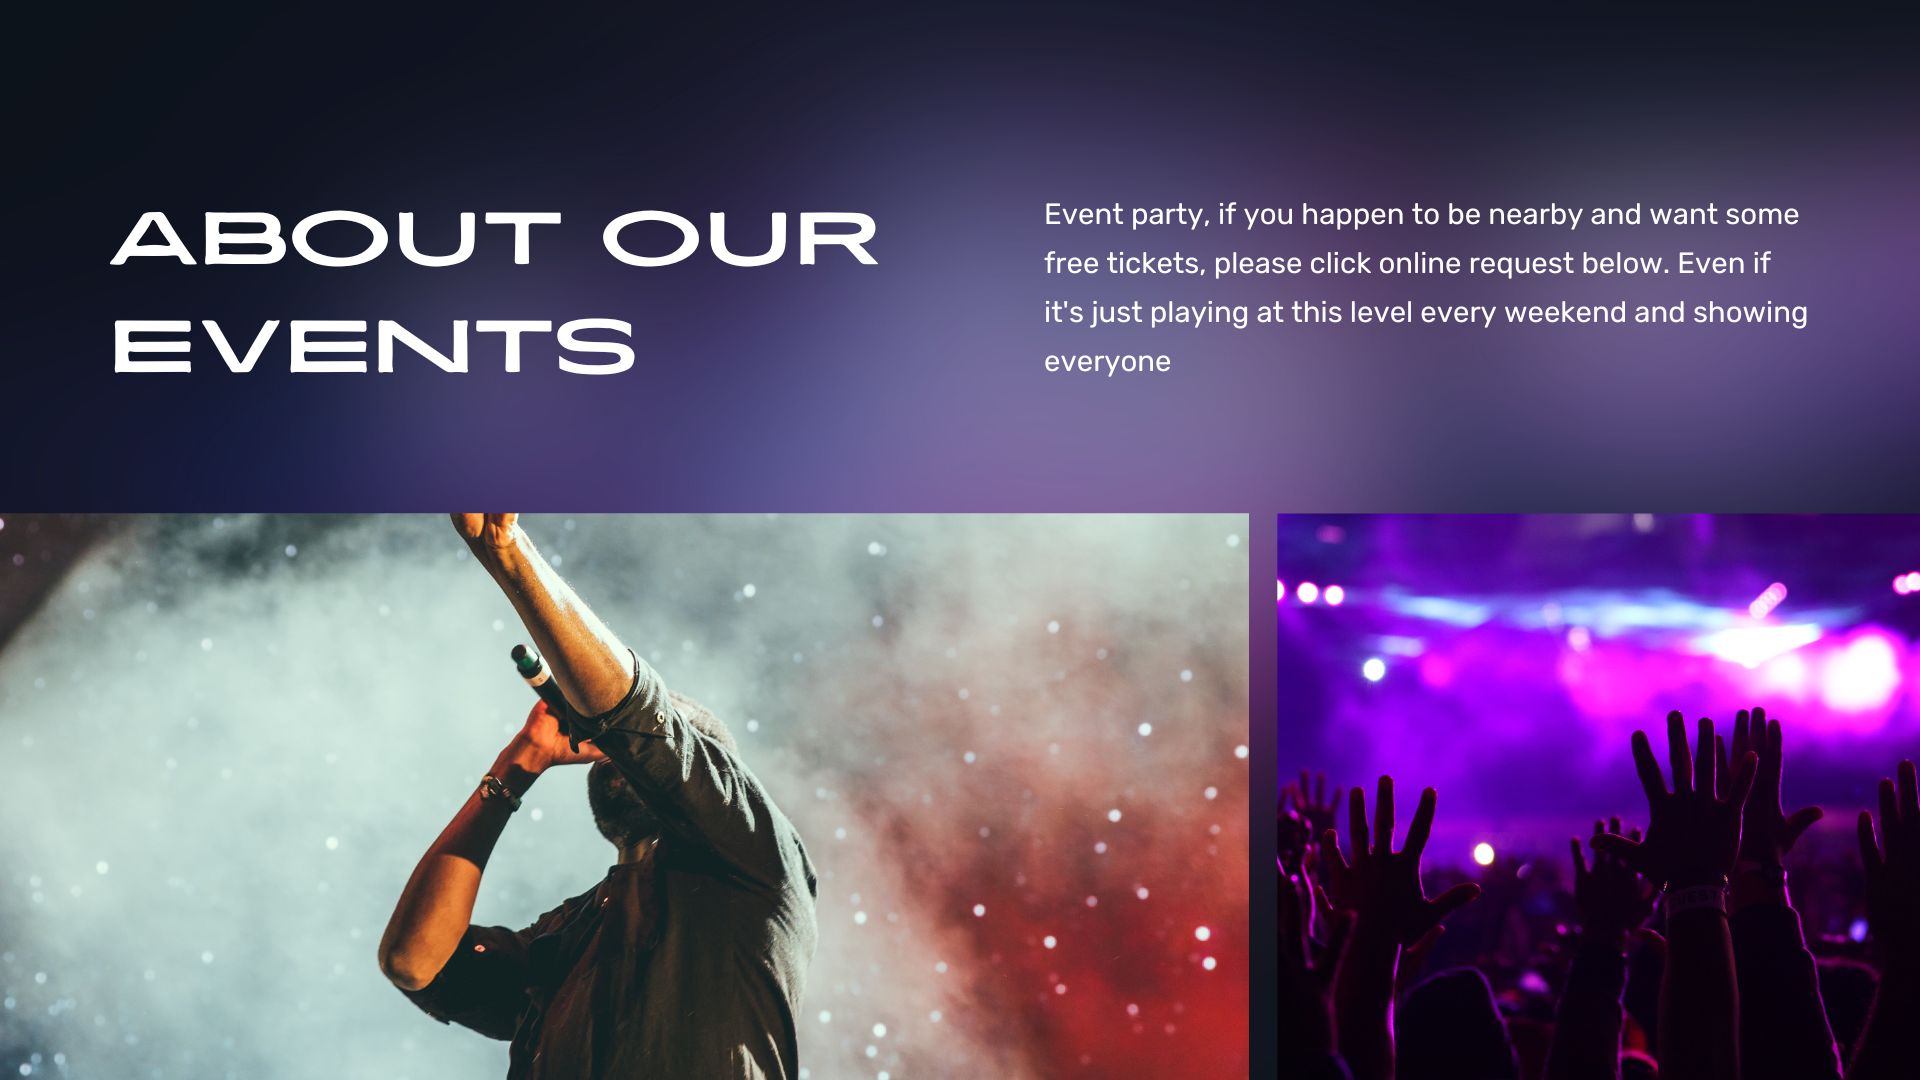 ABOUT OUR
EVENTS
Event party, if you happen to be nearby and want some
free tickets, please click online request below. Even if
it's just playing at this level every weekend and showing
everyone